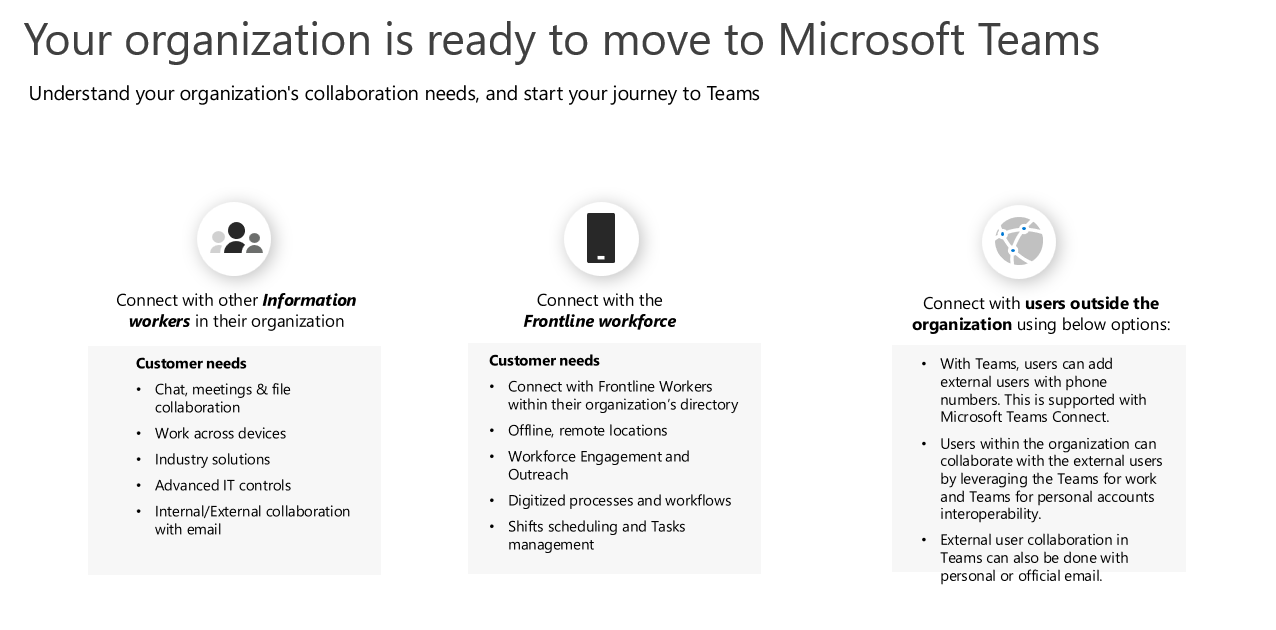 Your organization is ready to move to Microsoft Teams
Understand your organization's collaboration needs, and start your journey to Teams
Connect with other Information
workers in their organization
Customer needs
• Chat, meetings & file
collaboration
• Work across devices
• Industry solutions
• Advanced IT controls
• Internal/External collaboration
with email
Connect with the
Frontline workforce
Customer needs
• Connect with Frontline Workers
within their organization’s directory
• Offline, remote locations
• Workforce Engagement and
Outreach
• Digitized processes and workflows
• Shifts scheduling and Tasks
management
Connect with users outside the
organization using below options:
• With Teams, users can add
external users with phone
numbers. This is supported with
Microsoft Teams Connect.
• Users within the organization can
collaborate with the external users
by leveraging the Teams for work
and Teams for personal accounts
interoperability.
• External user collaboration in
Teams can also be done with
personal or official email.